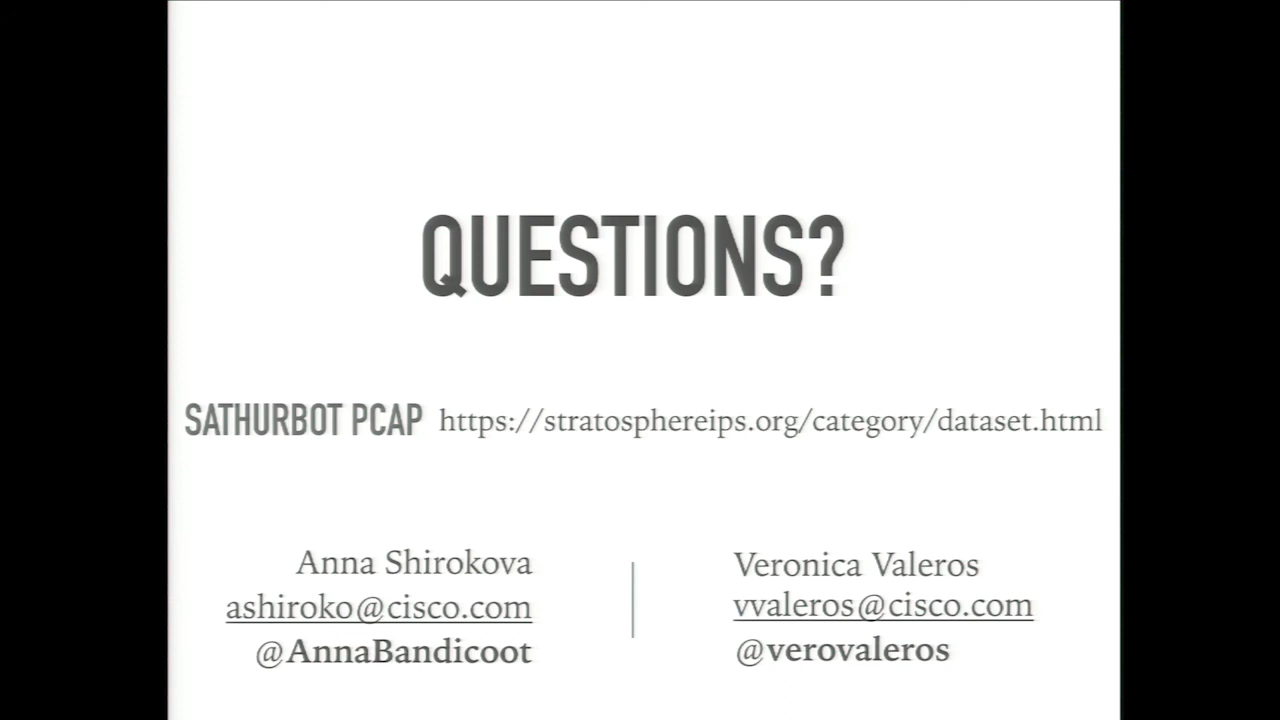 QUESTIONS?
SATHURBOT PCAP https://stratosphereips.org/category/dataset.html
Anna Shirokova
ashiroko@cisco.com
@AnnaBandicoot
Veronica Valeros
vvaleros@cisco.com
@verovaleros